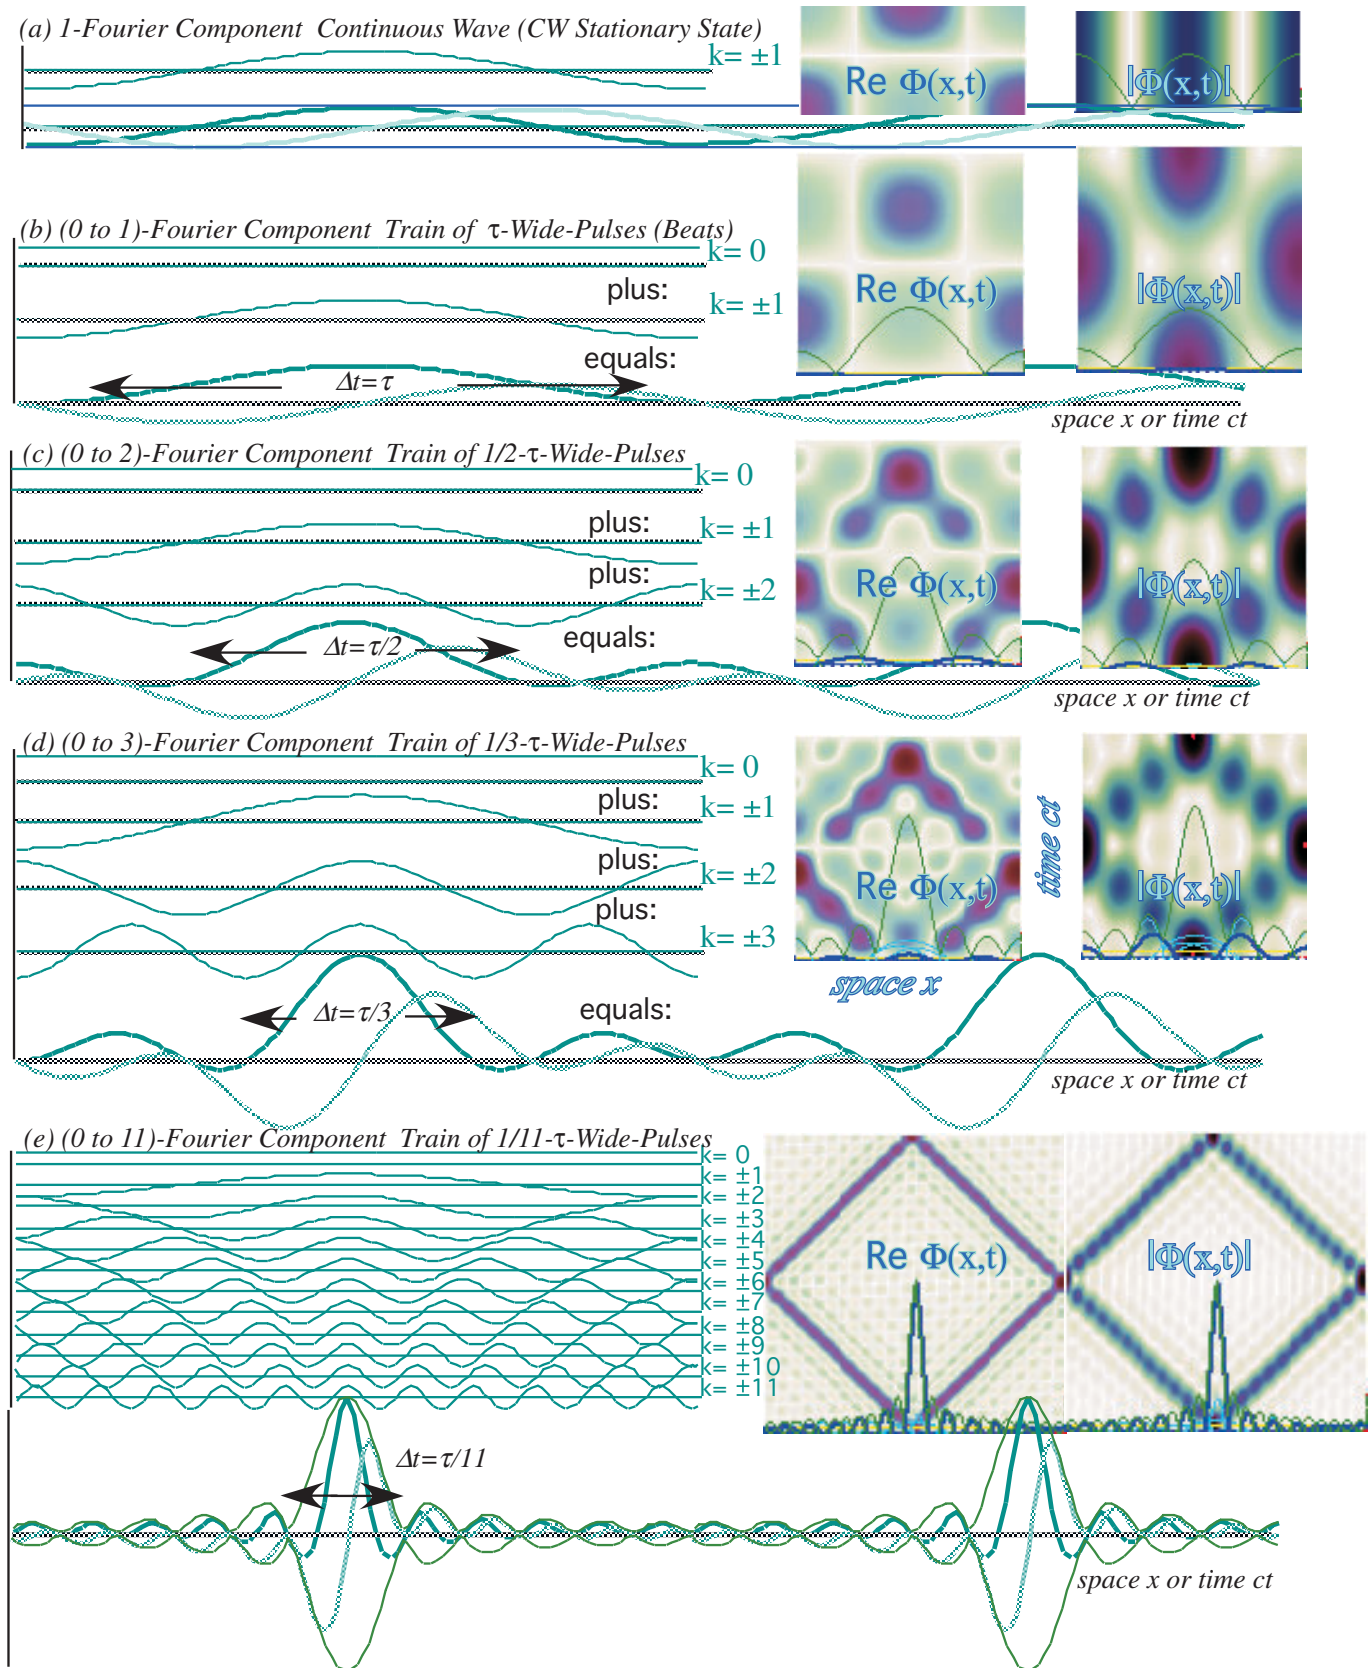 (a) 1-Fourier Component  Continuous Wave (CW Stationary State)
k= ±1
Re Φ(x,t)
|Φ(x,t)|
(b) (0 to 1)-Fourier Component  Train of  τ-Wide-Pulses (Beats)
k= 0
plus:
k= ±1
equals:
Δt=τ
Re Φ(x,t)
|Φ(x,t)|
space x or time ct
(c) (0 to 2)-Fourier Component  Train of 1/2-τ-Wide-Pulses
k= 0
plus:
k= ±1
plus:
k= ±2
equals:
Δt=τ/2
Re Φ(x,t)
|Φ(x,t)|
space x or time ct
(d) (0 to 3)-Fourier Component  Train of 1/3-τ-Wide-Pulses
k= 0
plus:
k= ±1
plus:
k= ±2
plus:
k= ±3
equals:
Δt=τ/3
Re Φ(x,t)
time ct
|Φ(x,t)|
space x
space x or time ct
(e) (0 to 11)-Fourier Component  Train of 1/11-τ-Wide-Pulses
k= 0
k= ±1
k= ±2
k= ±3
k= ±4
k= ±5
k= ±6
k= ±7
k= ±8
k= ±9
k= ±10
k= ±11
Re Φ(x,t)
|Φ(x,t)|
Δt=τ/11
space x or time ct